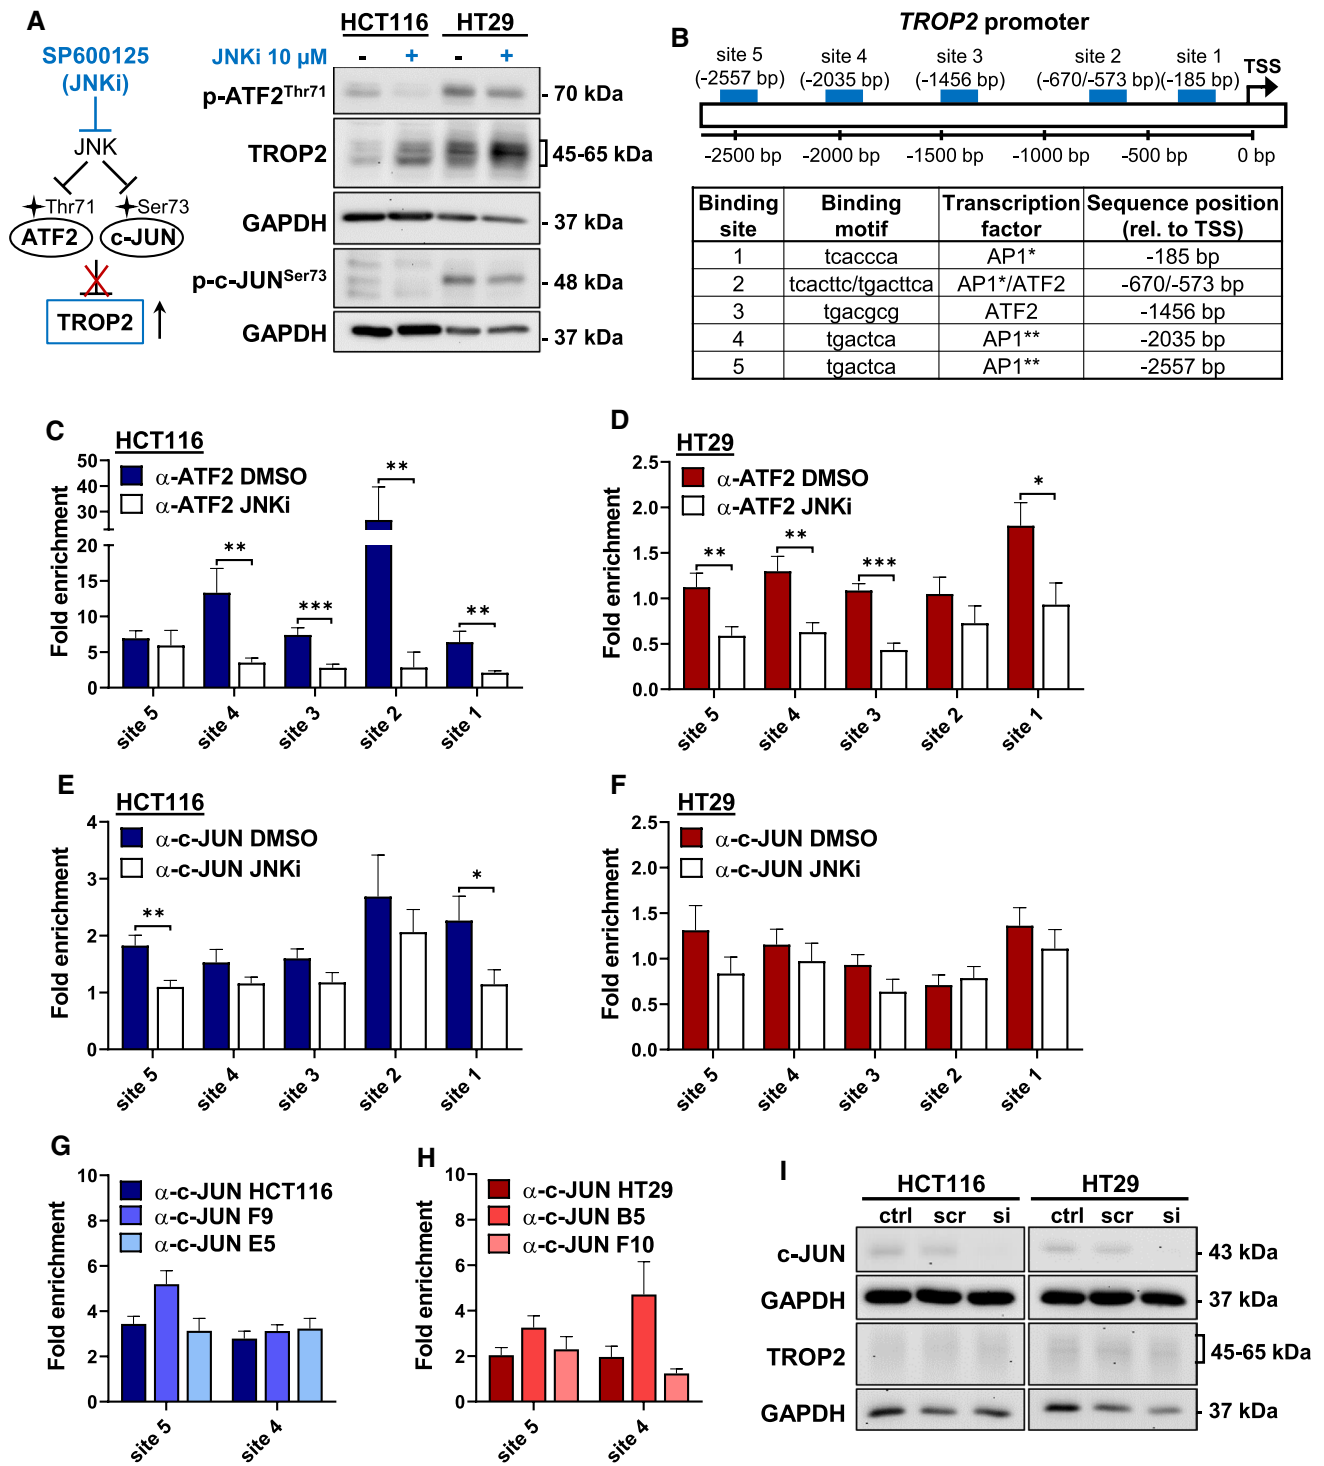 A
HCT116 HT29
SP600125
(JNKi)
JNKi 10 µM - + - +
JNK
Thr71 Ser73
ATF2 c-JUN
TROP2
p-ATF2Thr71 - 70 kDa
TROP2 45-65 kDa
GAPDH - 37 kDa
p-c-JUNSer73 - 48 kDa
GAPDH - 37 kDa
B
TROP2 promoter
site 5 site 4 site 3 site 2 site 1 TSS
(-2557 bp) (-2035 bp) (-1456 bp) (-670/-573 bp) (-185 bp)
-2500 bp -2000 bp -1500 bp -1000 bp -500 bp 0 bp
Binding site Binding motif Transcription factor Sequence position (rel. to TSS)
1 tcaccca AP1* -185 bp
2 tcacttc/tgacttca AP1*/ATF2 -670/-573 bp
3 tgacgcg ATF2 -1456 bp
4 tgactca AP1** -2035 bp
5 tgactca AP1** -2557 bp
C
HCT116
α-ATF2 DMSO
α-ATF2 JNKi
Fold enrichment
50
40
30
20
15
10
5
0
** *** ** **
site 5 site 4 site 3 site 2 site 1
D
HT29
α-ATF2 DMSO
α-ATF2 JNKi
Fold enrichment
2.5
2.0
1.5
1.0
0.5
0.0
** ** *** *
site 5 site 4 site 3 site 2 site 1
E
HCT116
α-c-JUN DMSO
α-c-JUN JNKi
Fold enrichment
4
3
2
1
0
** *
site 5 site 4 site 3 site 2 site 1
F
HT29
α-c-JUN DMSO
α-c-JUN JNKi
Fold enrichment
2.5
2.0
1.5
1.0
0.5
0.0
site 5 site 4 site 3 site 2 site 1
G
α-c-JUN HCT116
α-c-JUN F9
α-c-JUN E5
Fold enrichment
10
8
6
4
2
0
site 5 site 4
H
α-c-JUN HT29
α-c-JUN B5
α-c-JUN F10
Fold enrichment
10
8
6
4
2
0
site 5 site 4
I
HCT116 HT29
ctrl scr si ctrl scr si
c-JUN - 43 kDa
GAPDH - 37 kDa
TROP2 45-65 kDa
GAPDH - 37 kDa